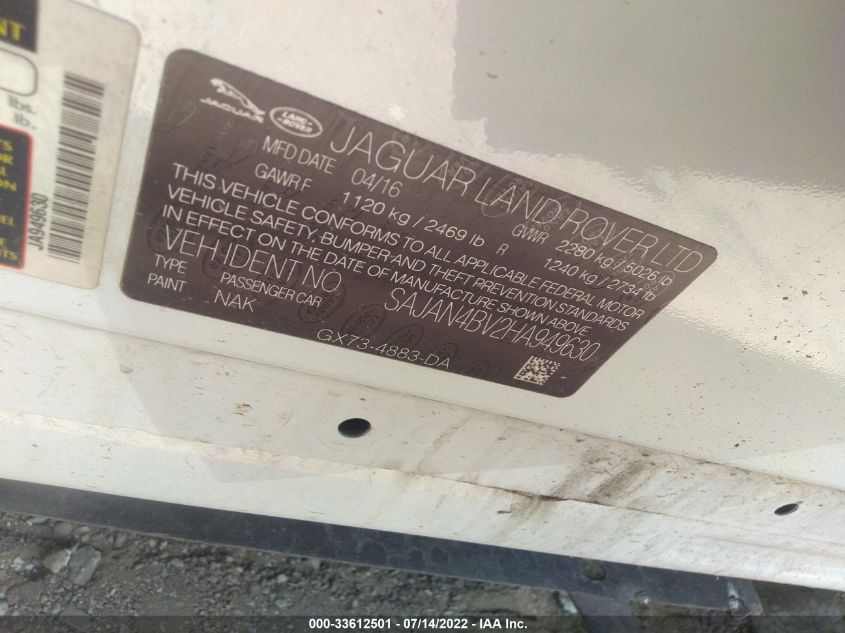 NT
lbs.
lb.
JA949630
JAGUAR
LAND ROVER
JAGUAR LAND ROVER LTD
MFD DATE 04/16 GVWR 2280 kg / 5026 lb
GAWR F 1120 kg / 2469 lb R 1240 kg / 2734 lb
THIS VEHICLE CONFORMS TO ALL APPLICABLE FEDERAL MOTOR
VEHICLE SAFETY, BUMPER AND THEFT PREVENTION STANDARDS
IN EFFECT ON THE DATE OF MANUFACTURE SHOWN ABOVE
VEH IDENT NO SAJAN4BV2HA949630
TYPE PASSENGER CAR
PAINT NAK
GX73-4883-DA
000-33612501 - 07/14/2022 - IAA Inc.